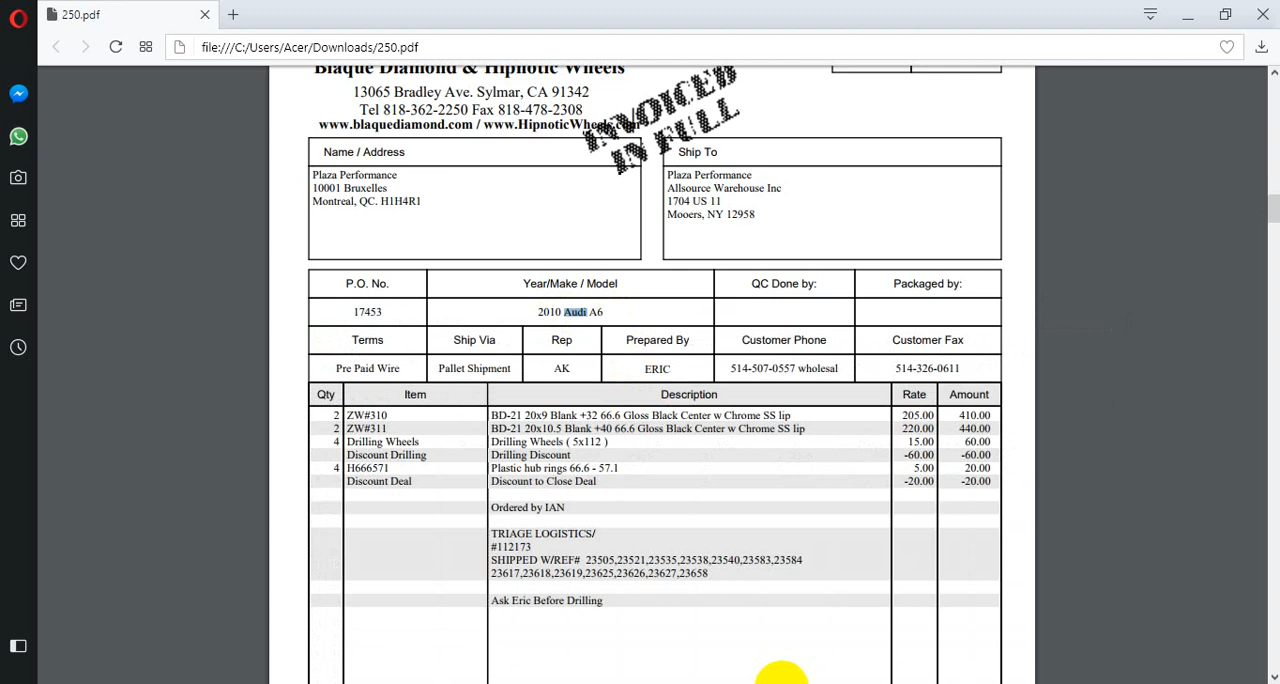 250.pdf
file:///C:/Users/Acer/Downloads/250.pdf
Blaque Diamond & Hipnotic Wheels
13065 Bradley Ave. Sylmar, CA 91342
Tel 818-362-2250 Fax 818-478-2308
www.blaquediamond.com / www.HipnoticWheels.com
INVOICED
IN FULL
Name / Address
Plaza Performance
10001 Bruxelles
Montreal, QC. H1H4R1
Ship To
Plaza Performance
Allsource Warehouse Inc
1704 US 11
Mooers, NY 12958
P.O. No. Year/Make / Model QC Done by: Packaged by:
17453 2010 Audi A6
Terms Ship Via Rep Prepared By Customer Phone Customer Fax
Pre Paid Wire Pallet Shipment AK ERIC 514-507-0557 wholesal 514-326-0611
Qty Item Description Rate Amount
2 ZW#310 BD-21 20x9 Blank +32 66.6 Gloss Black Center w Chrome SS lip 205.00 410.00
2 ZW#311 BD-21 20x10.5 Blank +40 66.6 Gloss Black Center w Chrome SS lip 220.00 440.00
4 Drilling Wheels Drilling Wheels ( 5x112 ) 15.00 60.00
Discount Drilling Drilling Discount -60.00 -60.00
4 H666571 Plastic hub rings 66.6 - 57.1 5.00 20.00
Discount Deal Discount to Close Deal -20.00 -20.00
Ordered by IAN
TRIAGE LOGISTICS/
#112173
SHIPPED W/REF# 23505,23521,23535,23538,23540,23583,23584
23617,23618,23619,23625,23626,23627,23658
Ask Eric Before Drilling